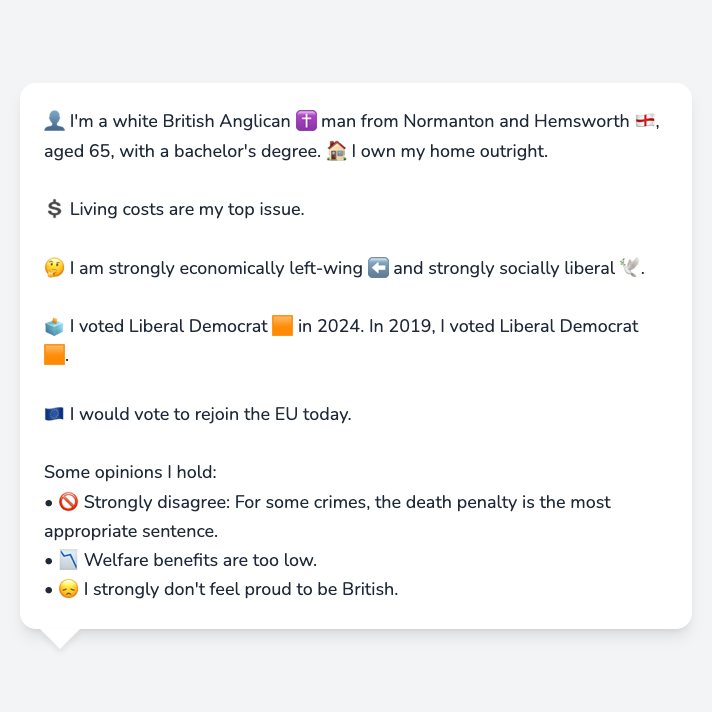 👤 I'm a white British Anglican ✝️ man from Normanton and Hemsworth 🏴󠁧󠁢󠁥󠁮󠁧󠁿,
aged 65, with a bachelor's degree. 🏠 I own my home outright.
💲 Living costs are my top issue.
🤔 I am strongly economically left-wing ⬅️ and strongly socially liberal 🕊️.
🗳️ I voted Liberal Democrat 🟧 in 2024. In 2019, I voted Liberal Democrat
🟧.
🇪🇺 I would vote to rejoin the EU today.
Some opinions I hold:
• 🚫 Strongly disagree: For some crimes, the death penalty is the most
appropriate sentence.
• 📉 Welfare benefits are too low.
• 😞 I strongly don't feel proud to be British.